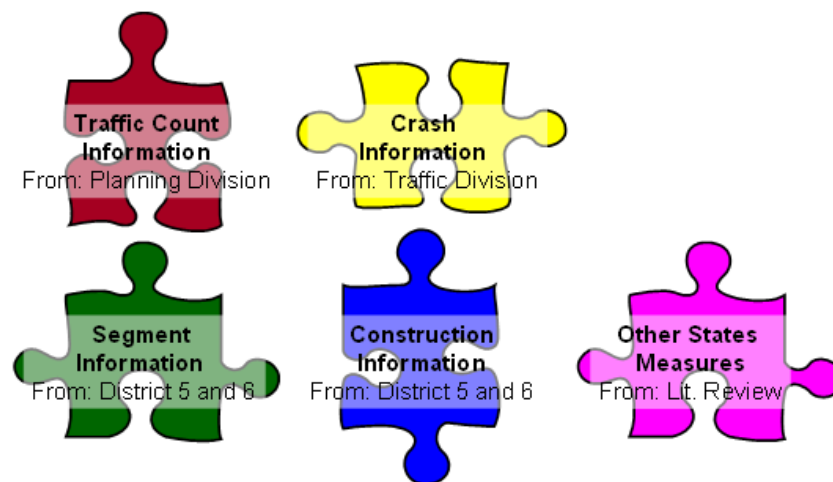 Traffic Count
Information
From: Planning Division
Crash
Information
From: Traffic Division
Segment
Information
From: District 5 and 6
Construction
Information
From: District 5 and 6
Other States
Measures
From: Lit. Review